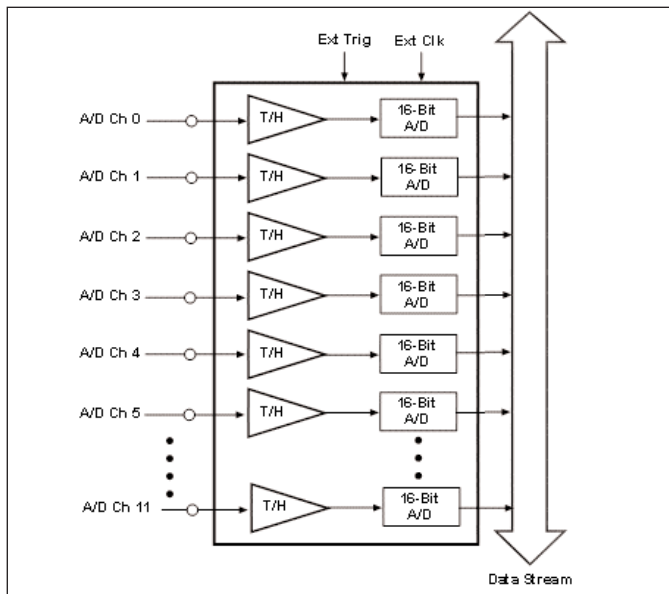 Ext Trig Ext Clk
A/D Ch 0 T/H 16-Bit
A/D
A/D Ch 1 T/H 16-Bit
A/D
A/D Ch 2 T/H 16-Bit
A/D
A/D Ch 3 T/H 16-Bit
A/D
A/D Ch 4 T/H 16-Bit
A/D
A/D Ch 5 T/H 16-Bit
A/D
A/D Ch 11 T/H 16-Bit
A/D
Data Stream